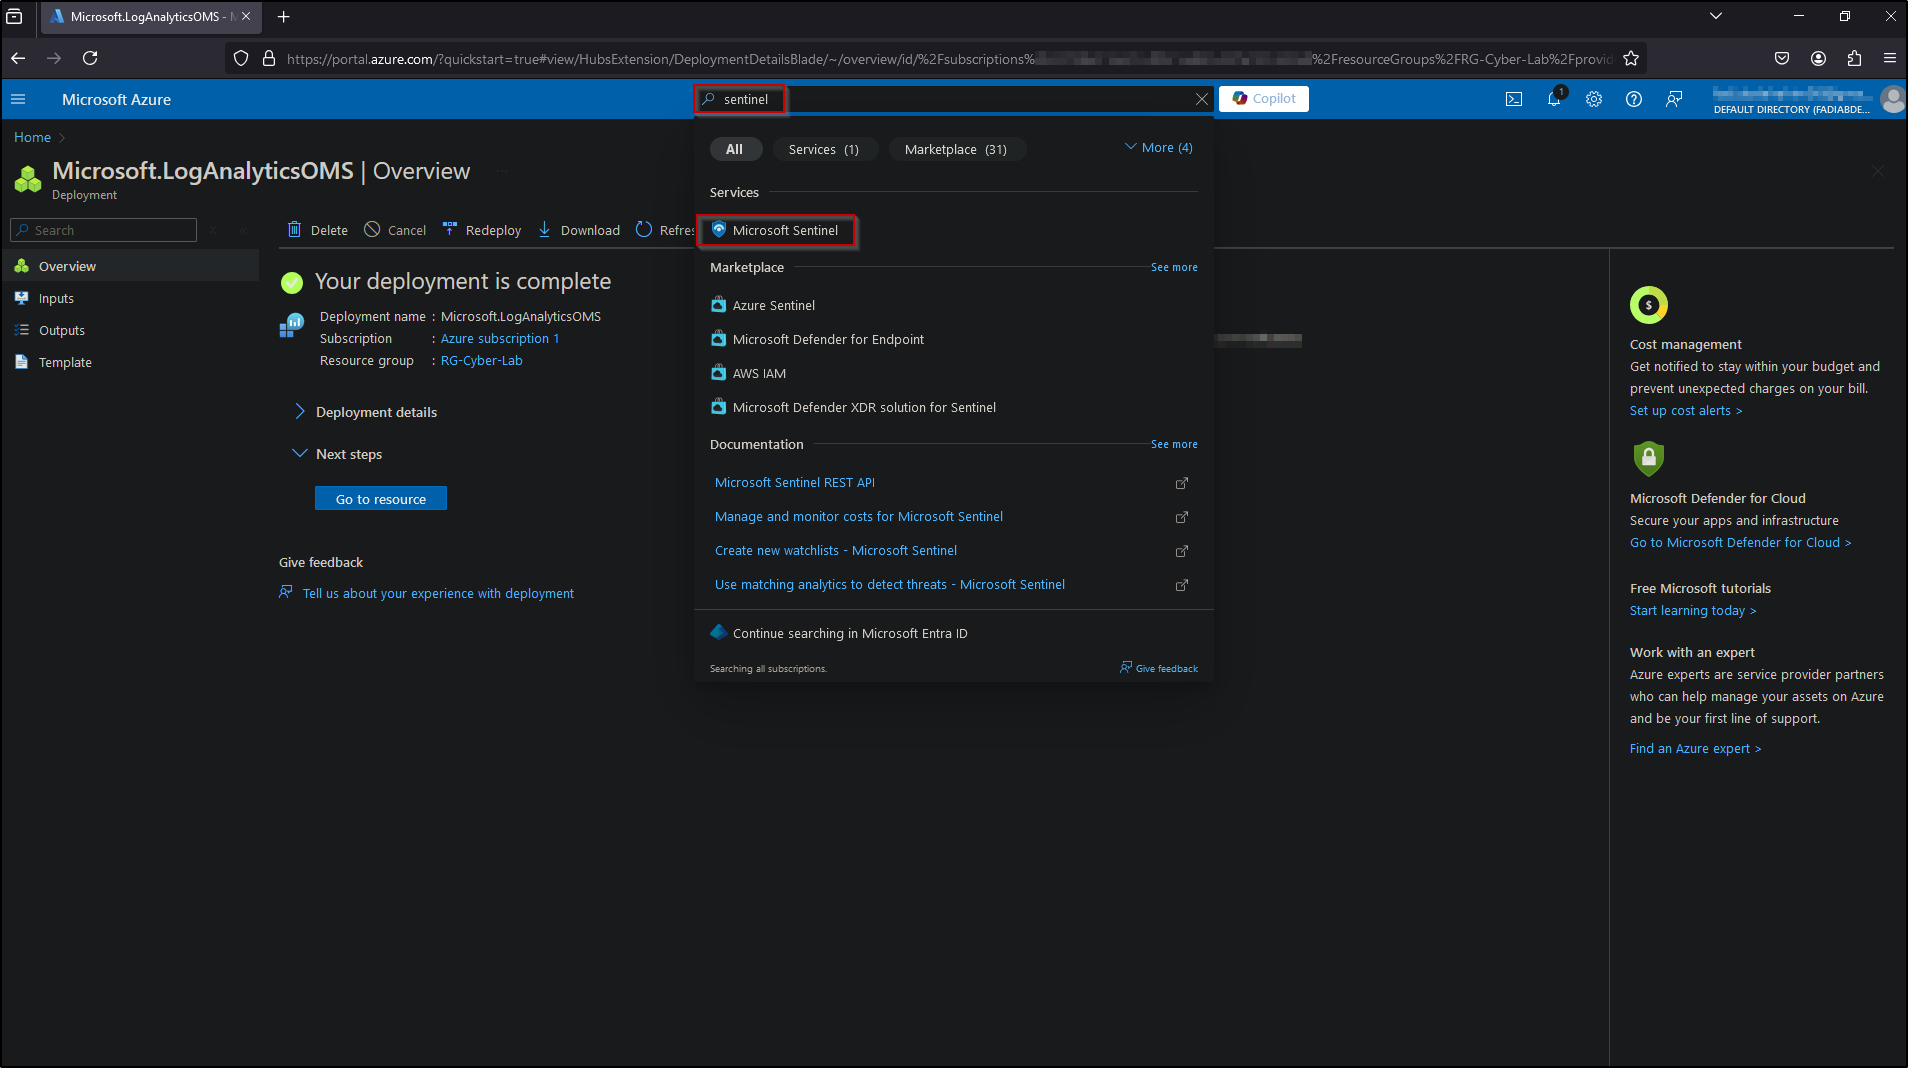 Microsoft.LogAnalyticsOMS - M
https://portal.azure.com/?quickstart=true#view/HubsExtension/DeploymentDetailsBlade/~/overview/id/%2Fsubscriptions%
%2FresourceGroups%2FRG-Cyber-Lab%2Fprovid
Microsoft Azure
sentinel
Copilot
1
DEFAULT DIRECTORY (FADIABDE...
Home
Microsoft.LogAnalyticsOMS | Overview
Deployment
Search
Overview
Inputs
Outputs
Template
Delete
Cancel
Redeploy
Download
Refres
Your deployment is complete
Deployment name : Microsoft.LogAnalyticsOMS
Subscription : Azure subscription 1
Resource group : RG-Cyber-Lab
Deployment details
Next steps
Go to resource
Give feedback
Tell us about your experience with deployment
All
Services (1)
Marketplace (31)
More (4)
Services
Microsoft Sentinel
Marketplace
See more
Azure Sentinel
Microsoft Defender for Endpoint
AWS IAM
Microsoft Defender XDR solution for Sentinel
Documentation
See more
Microsoft Sentinel REST API
Manage and monitor costs for Microsoft Sentinel
Create new watchlists - Microsoft Sentinel
Use matching analytics to detect threats - Microsoft Sentinel
Continue searching in Microsoft Entra ID
Searching all subscriptions.
Give feedback
$
Cost management
Get notified to stay within your budget and
prevent unexpected charges on your bill.
Set up cost alerts >
Microsoft Defender for Cloud
Secure your apps and infrastructure
Go to Microsoft Defender for Cloud >
Free Microsoft tutorials
Start learning today >
Work with an expert
Azure experts are service provider partners
who can help manage your assets on Azure
and be your first line of support.
Find an Azure expert >